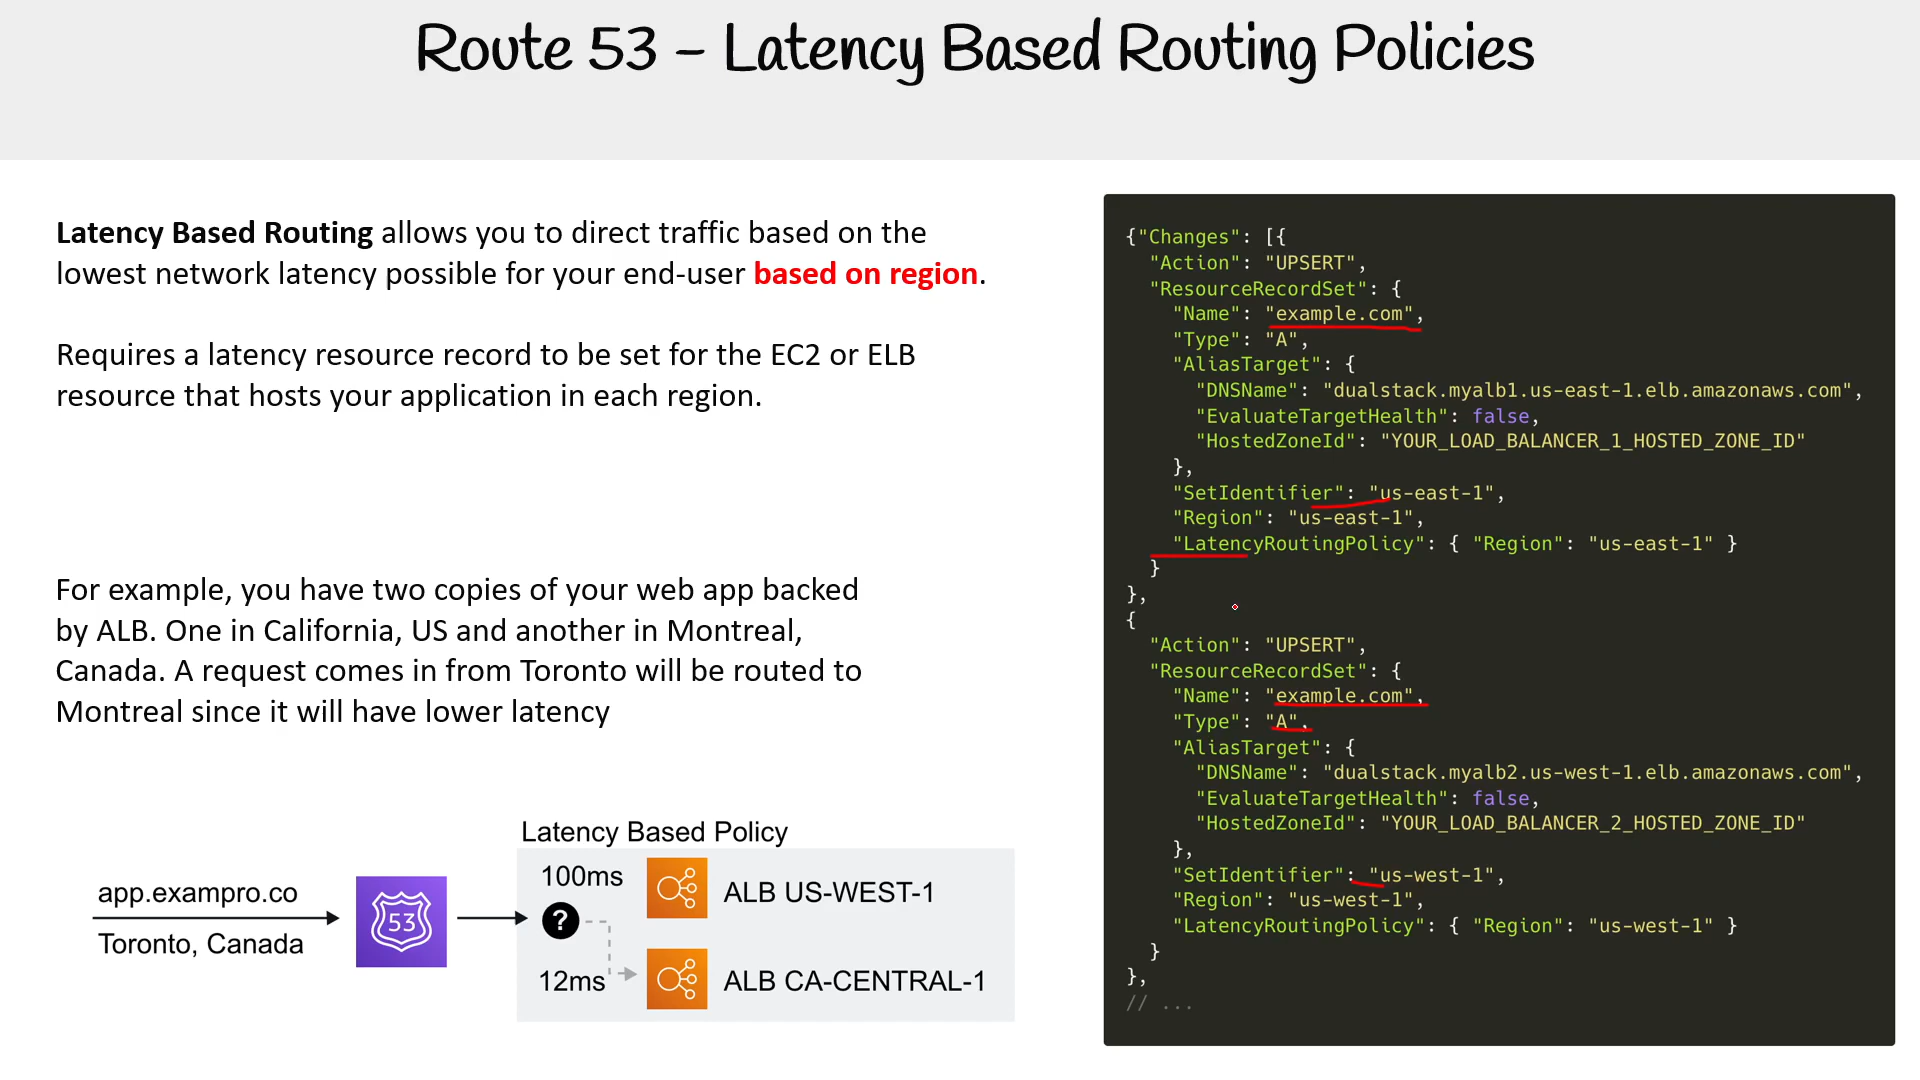 Route 53 – Latency Based Routing Policies
Latency Based Routing allows you to direct traffic based on the
lowest network latency possible for your end-user based on region.
Requires a latency resource record to be set for the EC2 or ELB
resource that hosts your application in each region.
For example, you have two copies of your web app backed
by ALB. One in California, US and another in Montreal,
Canada. A request comes in from Toronto will be routed to
Montreal since it will have lower latency
app.exampro.co
Toronto, Canada
53
Latency Based Policy
100ms
?
12ms
ALB US-WEST-1
ALB CA-CENTRAL-1
{"Changes": [{
"Action": "UPSERT",
"ResourceRecordSet": {
"Name": "example.com",
"Type": "A",
"AliasTarget": {
"DNSName": "dualstack.myalb1.us-east-1.elb.amazonaws.com",
"EvaluateTargetHealth": false,
"HostedZoneId": "YOUR_LOAD_BALANCER_1_HOSTED_ZONE_ID"
},
"SetIdentifier": "us-east-1",
"Region": "us-east-1",
"LatencyRoutingPolicy": { "Region": "us-east-1" }
}
},
{
"Action": "UPSERT",
"ResourceRecordSet": {
"Name": "example.com",
"Type": "A",
"AliasTarget": {
"DNSName": "dualstack.myalb2.us-west-1.elb.amazonaws.com",
"EvaluateTargetHealth": false,
"HostedZoneId": "YOUR_LOAD_BALANCER_2_HOSTED_ZONE_ID"
},
"SetIdentifier": "us-west-1",
"Region": "us-west-1",
"LatencyRoutingPolicy": { "Region": "us-west-1" }
}
},
// ...